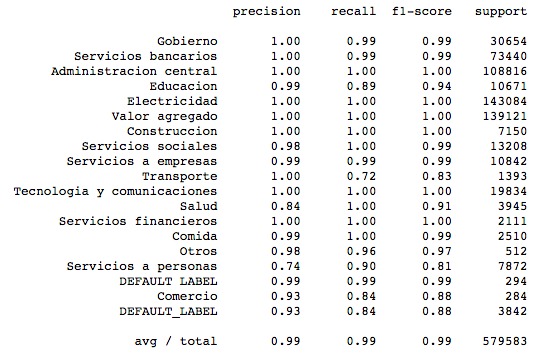 precision recall f1-score support
Gobierno 1.00 0.99 0.99 30654
Servicios bancarios 1.00 0.99 0.99 73440
Administracion central 1.00 1.00 1.00 108816
Educacion 0.99 0.89 0.94 10671
Electricidad 1.00 1.00 1.00 143084
Valor agregado 1.00 1.00 1.00 139121
Construccion 1.00 1.00 1.00 7150
Servicios sociales 0.98 1.00 0.99 13208
Servicios a empresas 0.99 0.99 0.99 10842
Transporte 1.00 0.72 0.83 1393
Tecnologia y comunicaciones 1.00 1.00 1.00 19834
Salud 0.84 1.00 0.91 3945
Servicios financieros 1.00 1.00 1.00 2111
Comida 0.99 1.00 0.99 2510
Otros 0.98 0.96 0.97 512
Servicios a personas 0.74 0.90 0.81 7872
DEFAULT LABEL 0.99 0.99 0.99 294
Comercio 0.93 0.84 0.88 284
DEFAULT_LABEL 0.93 0.84 0.88 3842
avg / total 0.99 0.99 0.99 579583